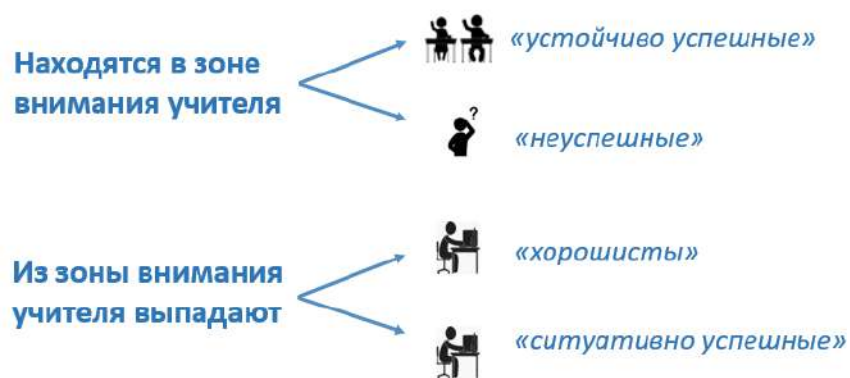 Находятся в зоне
внимания учителя
«устойчиво успешные»
?
«неуспешные»
Из зоны внимания
учителя выпадают
«хорошисты»
«ситуативно успешные»